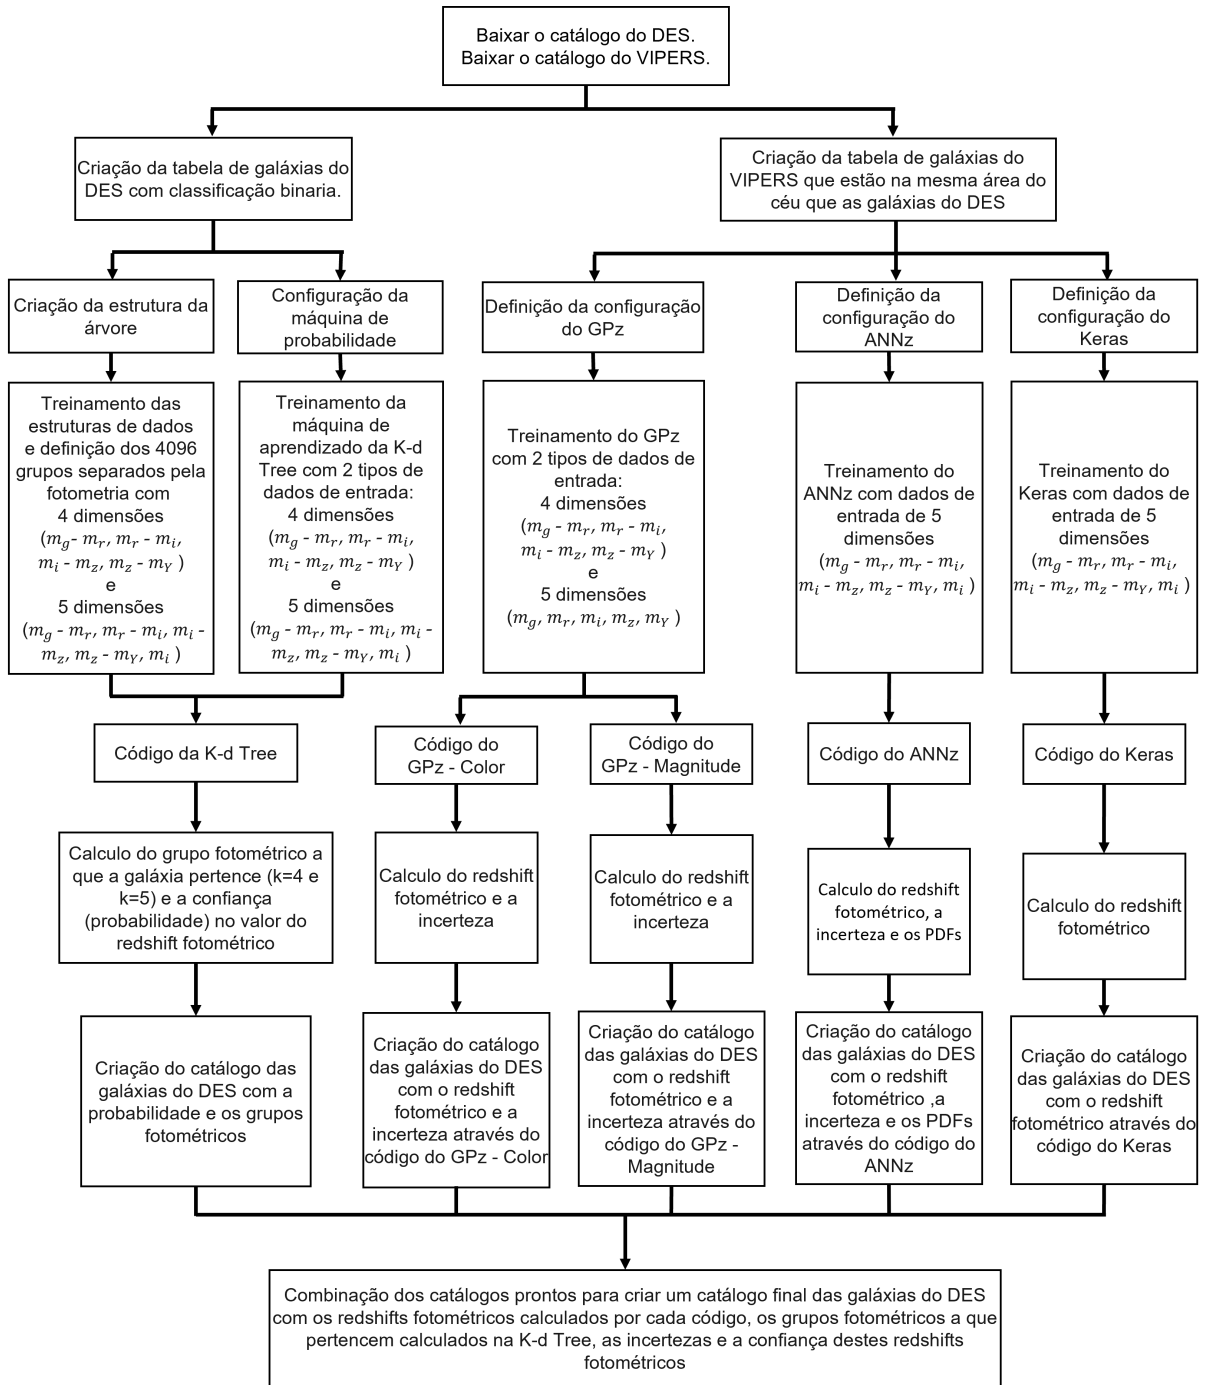 Baixar o catálogo do DES.
Baixar o catálogo do VIPERS.
Criação da tabela de galáxias do
DES com classificação binaria.
Criação da tabela de galáxias do
VIPERS que estão na mesma área do
céu que as galáxias do DES
Criação da estrutura da
árvore
Configuração da
máquina de
probabilidade
Definição da configuração
do GPz
Definição da
configuração do
ANNz
Definição da
configuração do
Keras
Treinamento das
estruturas de dados
e definição dos 4096
grupos separados pela
fotometria com
4 dimensões
(m_g - m_r, m_r - m_i,
m_i - m_z, m_z - m_Y )
e
5 dimensões
(m_g - m_r, m_r - m_i, m_i -
m_z, m_z - m_Y, m_i )
Treinamento da
máquina de
aprendizado da K-d
Tree com 2 tipos de
dados de entrada:
4 dimensões
(m_g - m_r, m_r - m_i,
m_i - m_z, m_z - m_Y )
e
5 dimensões
(m_g - m_r, m_r - m_i, m_i -
m_z, m_z - m_Y, m_i )
Treinamento do GPz
com 2 tipos de dados de
entrada:
4 dimensões
(m_g - m_r, m_r - m_i,
m_i - m_z, m_z - m_Y )
e
5 dimensões
(m_g, m_r, m_i, m_z, m_Y )
Treinamento do
ANNz com dados de
entrada de 5
dimensões
(m_g - m_r, m_r - m_i,
m_i - m_z, m_z - m_Y, m_i )
Treinamento do
Keras com dados de
entrada de 5
dimensões
(m_g - m_r, m_r - m_i,
m_i - m_z, m_z - m_Y, m_i )
Código da K-d Tree
Código do
GPz - Color
Código do
GPz - Magnitude
Código do ANNz
Código do Keras
Calculo do grupo fotométrico a
que a galáxia pertence (k=4 e
k=5) e a confiança
(probabilidade) no valor do
redshift fotométrico
Calculo do redshift
fotométrico e a
incerteza
Calculo do redshift
fotométrico e a
incerteza
Calculo do redshift
fotométrico, a
incerteza e os PDFs
Calculo do redshift
fotométrico
Criação do catálogo das
galáxias do DES com a
probabilidade e os grupos
fotométricos
Criação do catálogo
das galáxias do DES
com o redshift
fotométrico e a
incerteza através do
código do GPz - Color
Criação do catálogo
das galáxias do DES
com o redshift
fotométrico e a
incerteza através do
código do GPz -
Magnitude
Criação do catálogo
das galáxias do DES
com o redshift
fotométrico ,a
incerteza e os PDFs
através do código do
ANNz
Criação do catálogo
das galáxias do DES
com o redshift
fotométrico através do
código do Keras
Combinação dos catálogos prontos para criar um catálogo final das galáxias do DES
com os redshifts fotométricos calculados por cada código, os grupos fotométricos a que
pertencem calculados na K-d Tree, as incertezas e a confiança destes redshifts
fotométricos